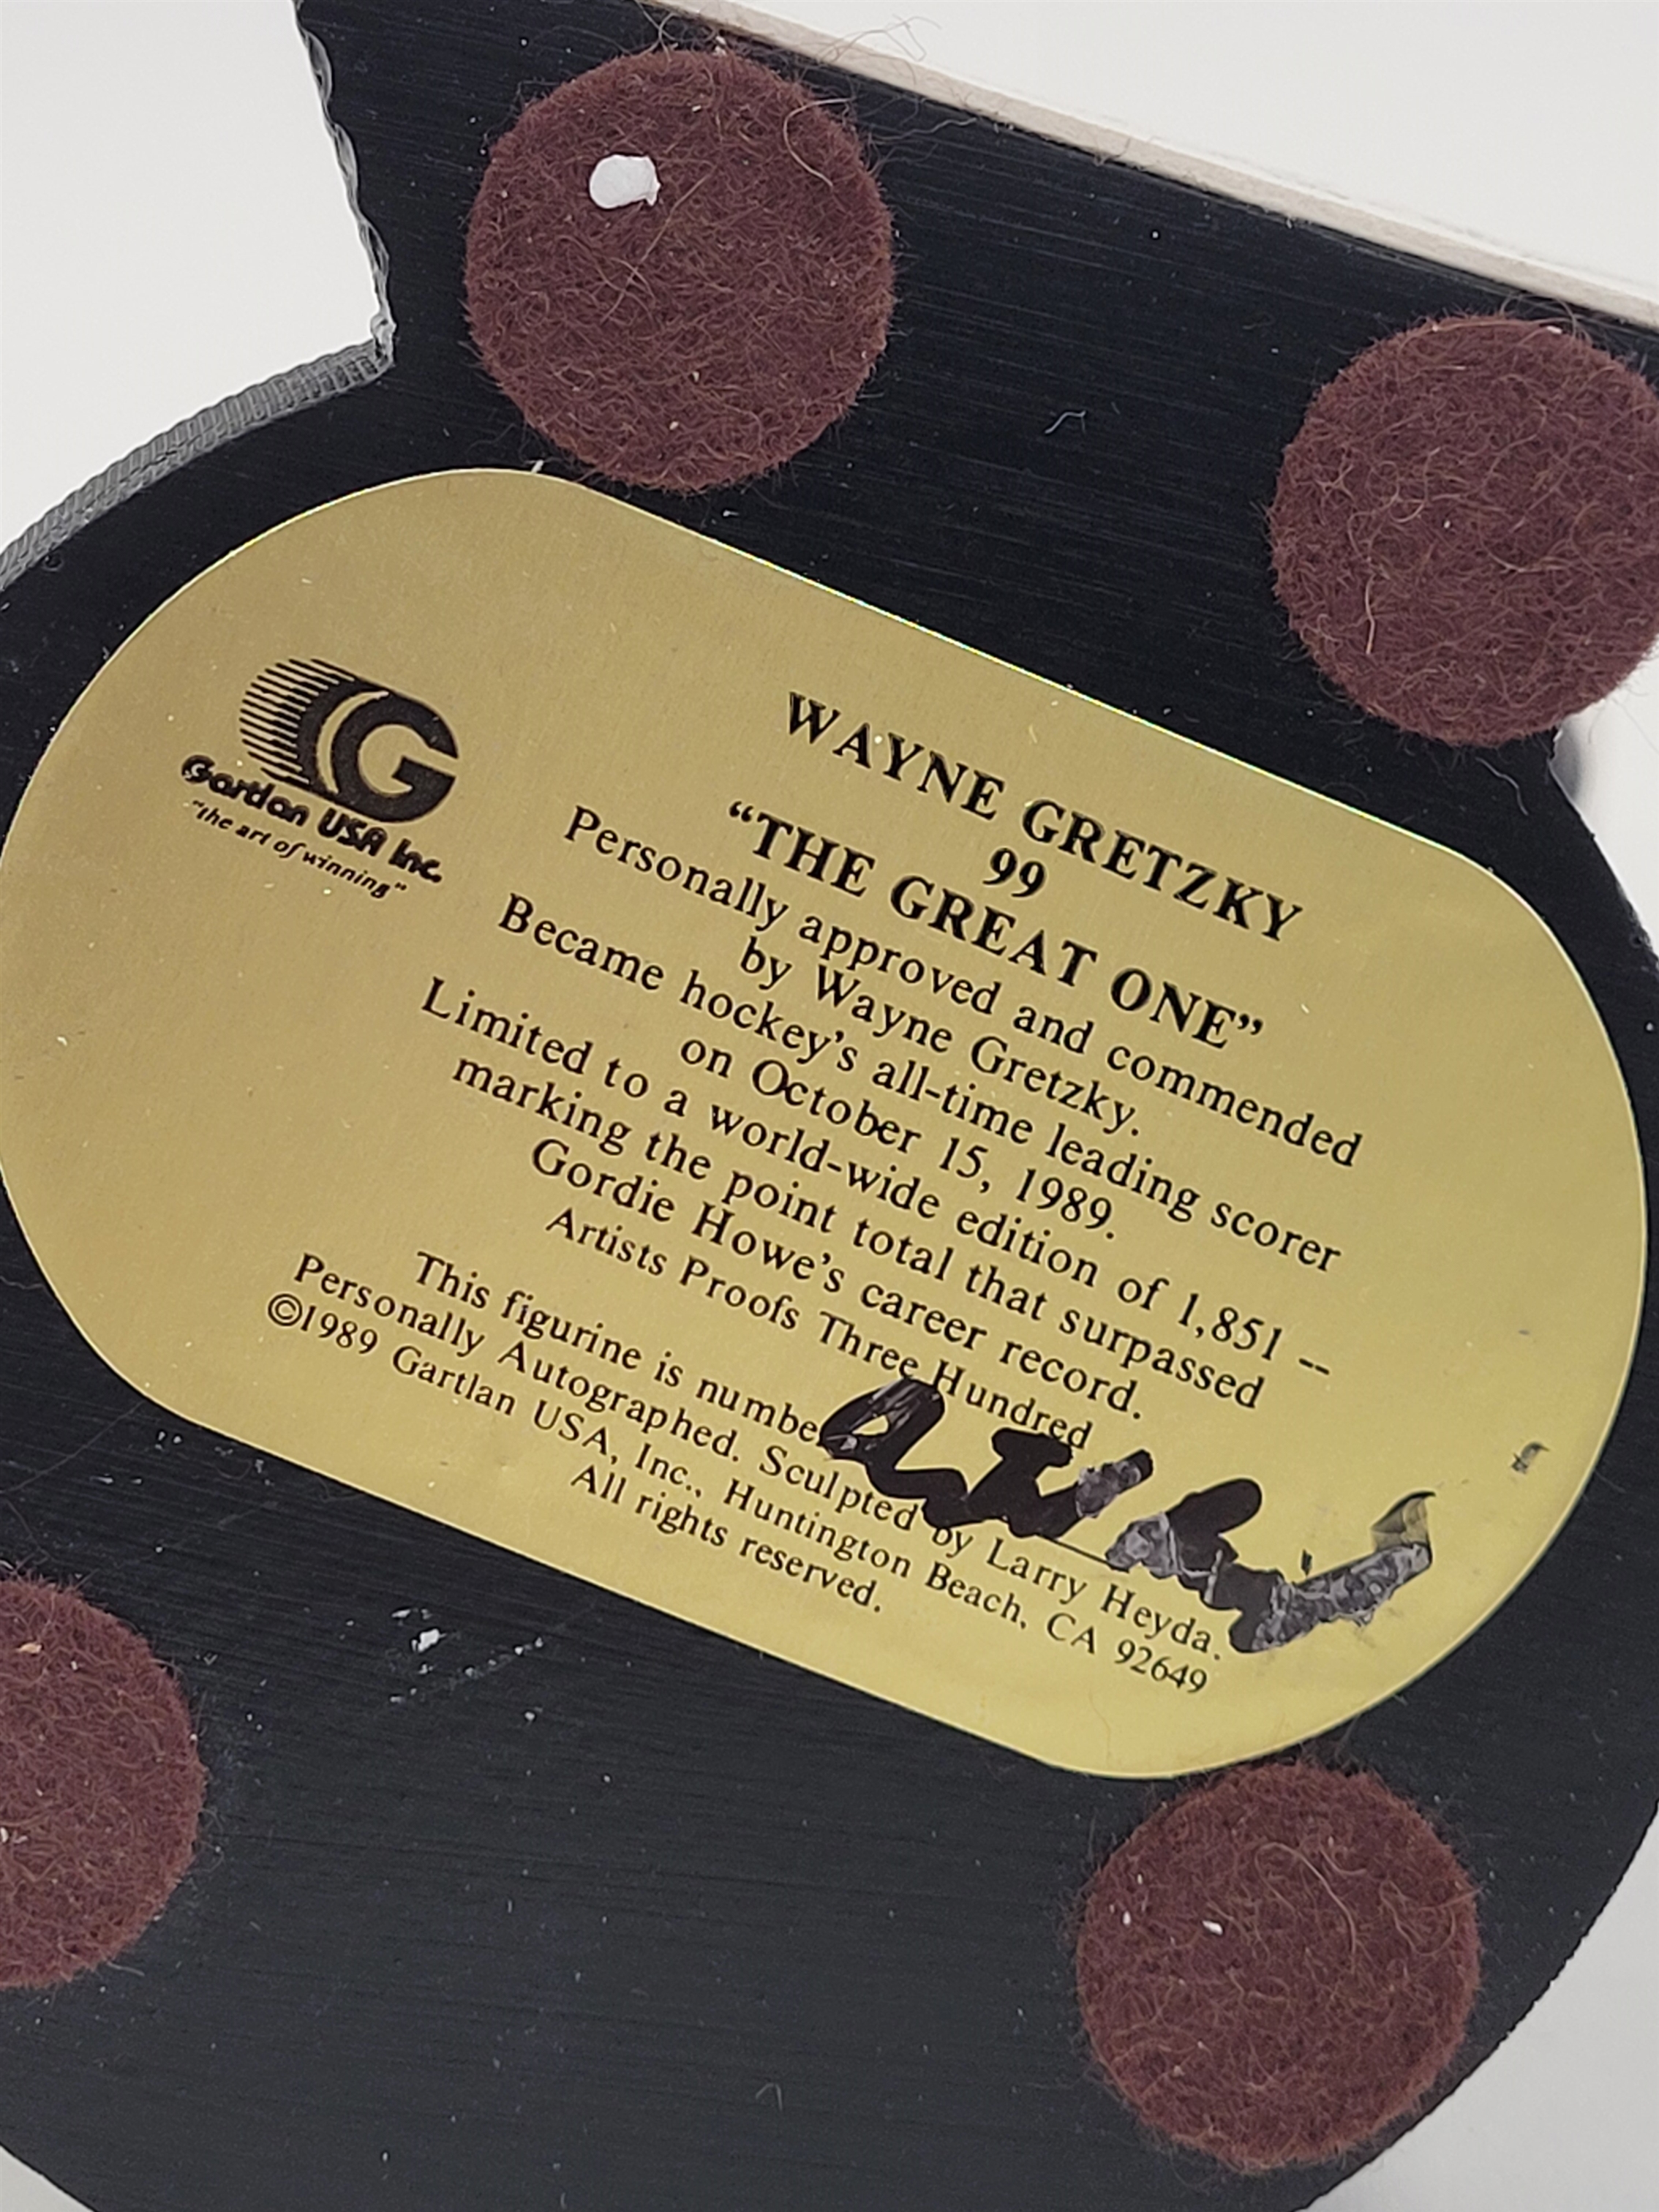 G
Gartlan USA Inc.
"the art of winning"
WAYNE GRETZKY
99
“THE GREAT ONE”
Personally approved and commended
by Wayne Gretzky.
Became hockey’s all-time leading scorer
on October 15, 1989.
Limited to a world-wide edition of 1,851 --
marking the point total that surpassed
Gordie Howe’s career record.
Artists Proofs Three Hundred
This figurine is number
Personally Autographed. Sculpted by Larry Heyda.
©1989 Gartlan USA, Inc., Huntington Beach, CA 92649
All rights reserved.